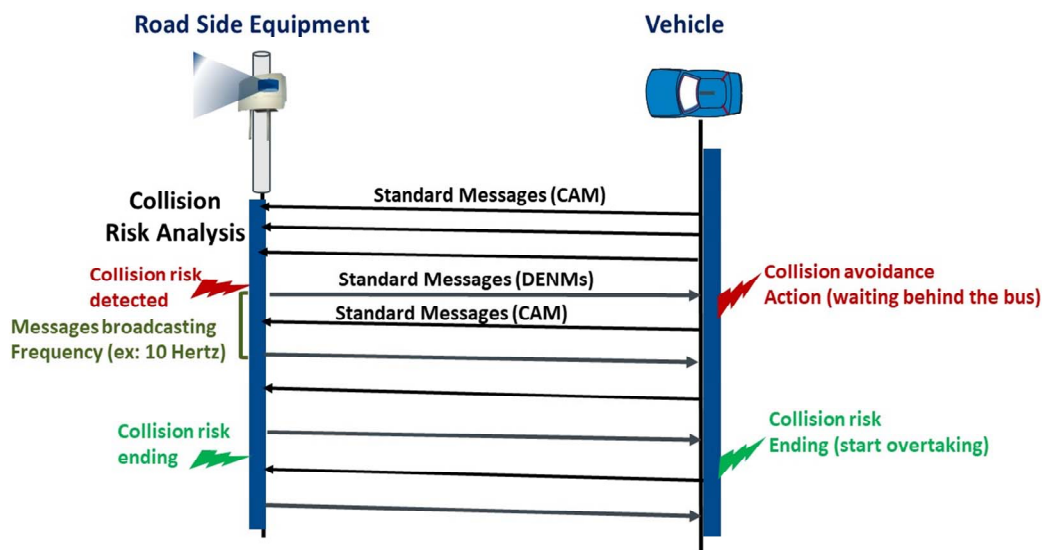 Road Side Equipment
Vehicle
Standard Messages (CAM)
Collision
Risk Analysis
Collision risk
detected
Standard Messages (DENMs)
Collision avoidance
Action (waiting behind the bus)
Standard Messages (CAM)
Messages broadcasting
Frequency (ex: 10 Hertz)
Collision risk
ending
Collision risk
Ending (start overtaking)